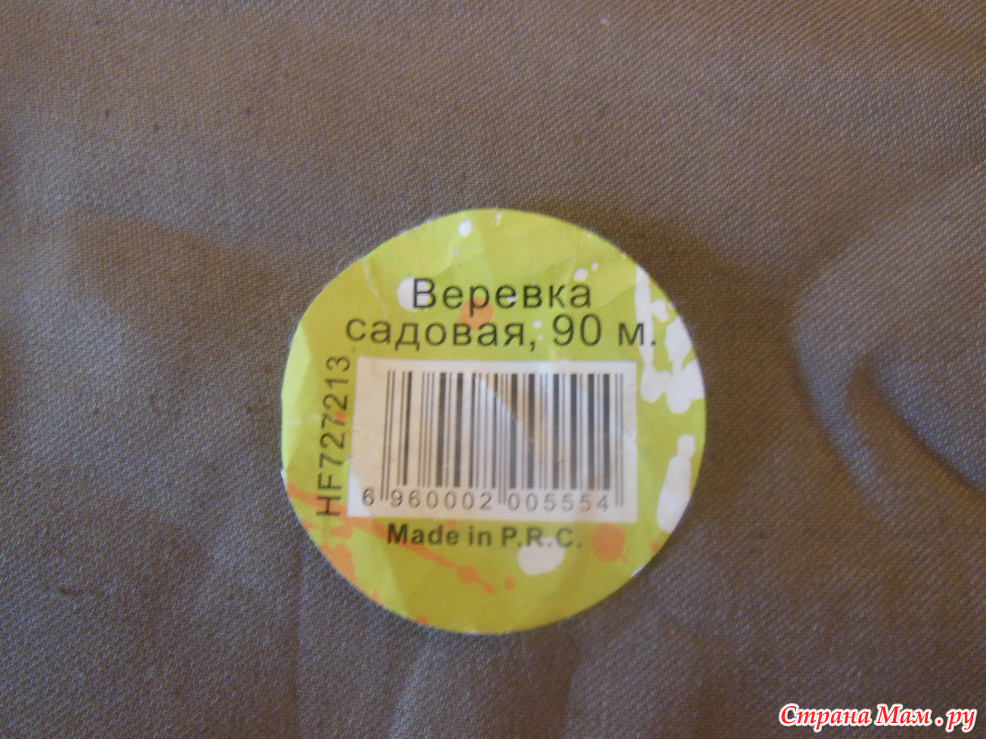 Веревка
садовая, 90 м.
HF727213
6 960002 005554
Made in P.R.C.
Страна Мам.ру